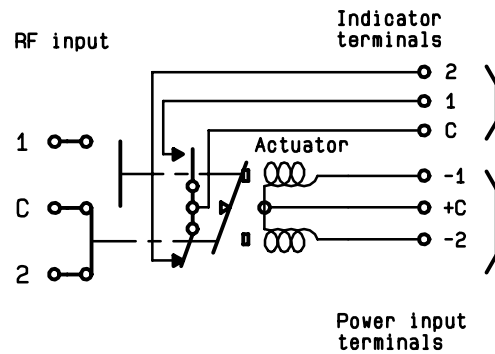 Indicator
terminals
RF input
2
1
C
Actuator
1
-1
C
+C
-2
2
Power input
terminals